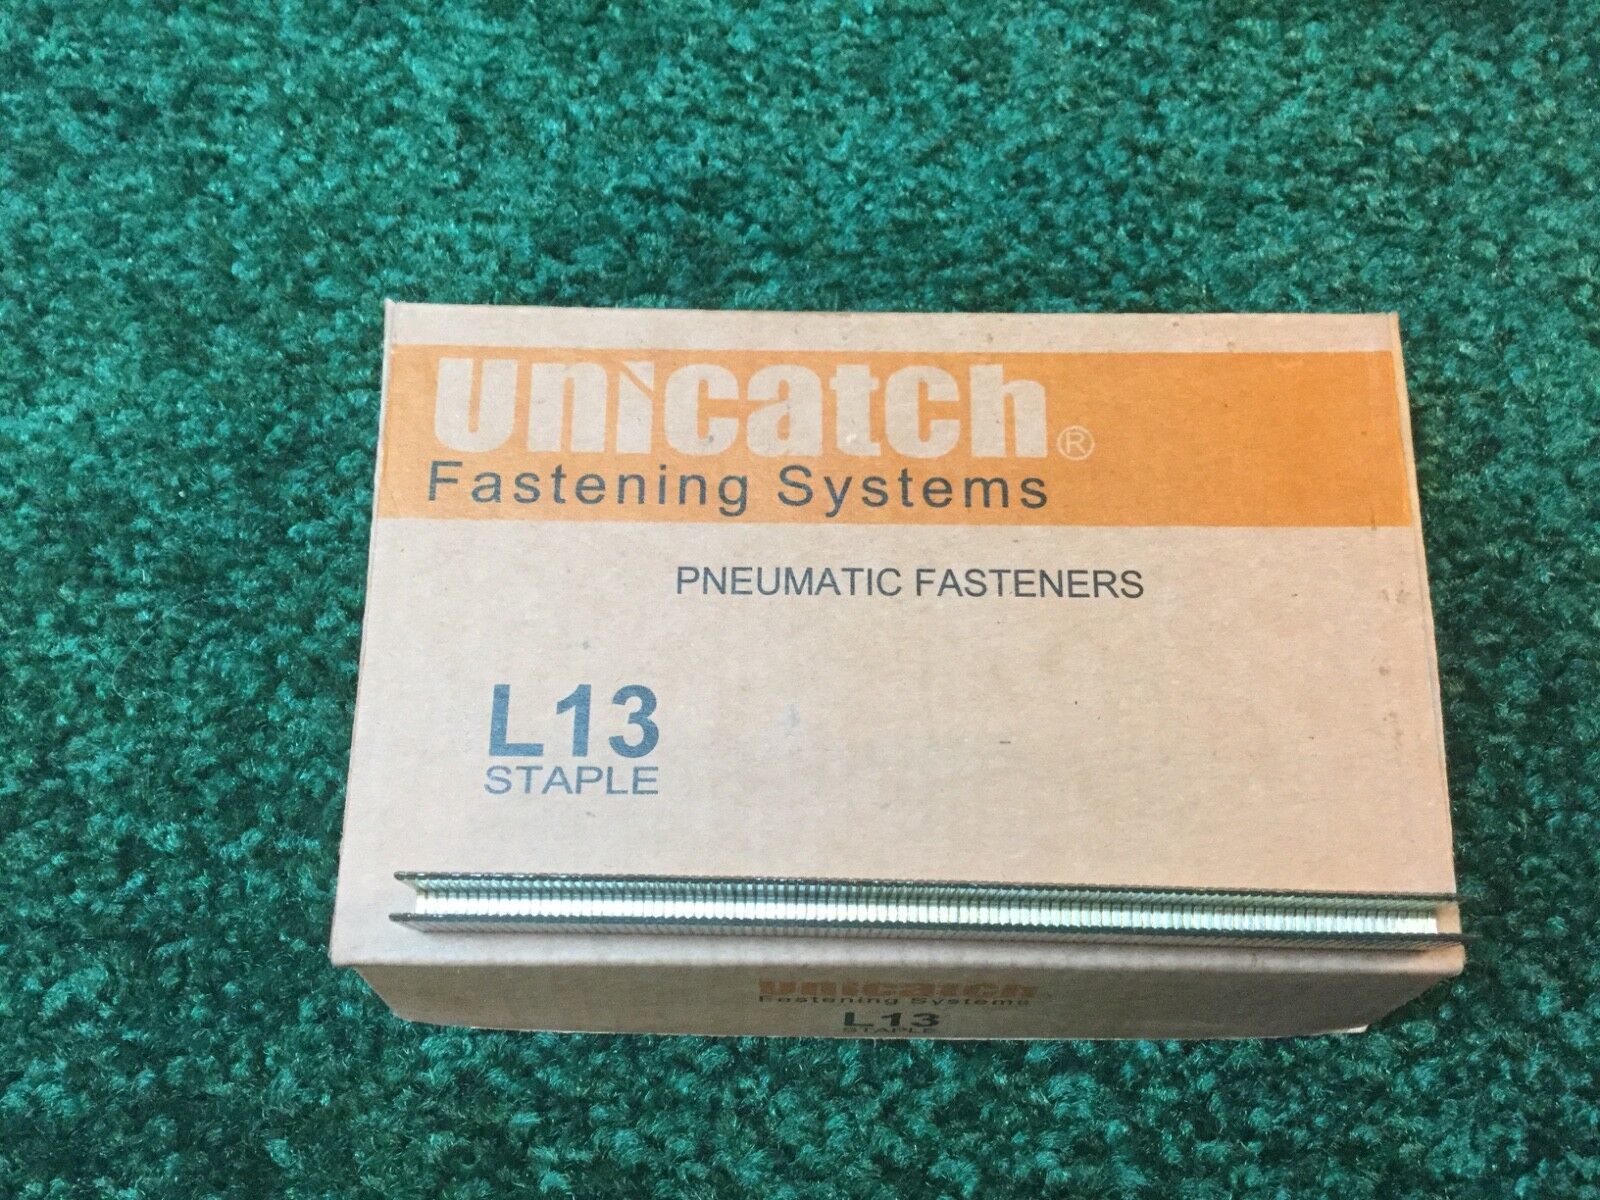 unicatch®
Fastening Systems
PNEUMATIC FASTENERS
L13
STAPLE
unicatch
Fastening Systems
L13
STAPLE